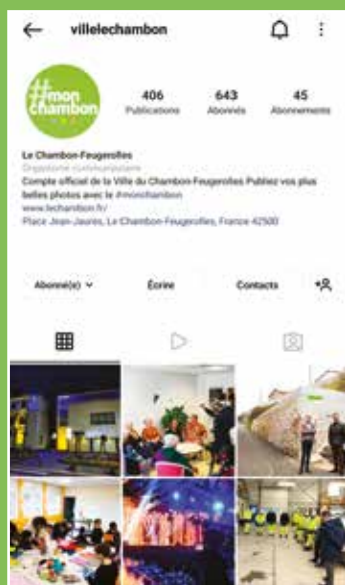 villelechambon
#mon
chambon
406 643 45
Publications Abonnés Abonnements
Le Chambon-Feugerolles
Organisme communautaire
Compte officiel de la Ville du Chambon-Feugerolles Publiez vos plus
belles photos avec le #monchambon
www.lechambon.fr/
Place Jean-Jaurès, Le Chambon-Feugerolles, France 42500
Abonné(e) Écrire Contacts